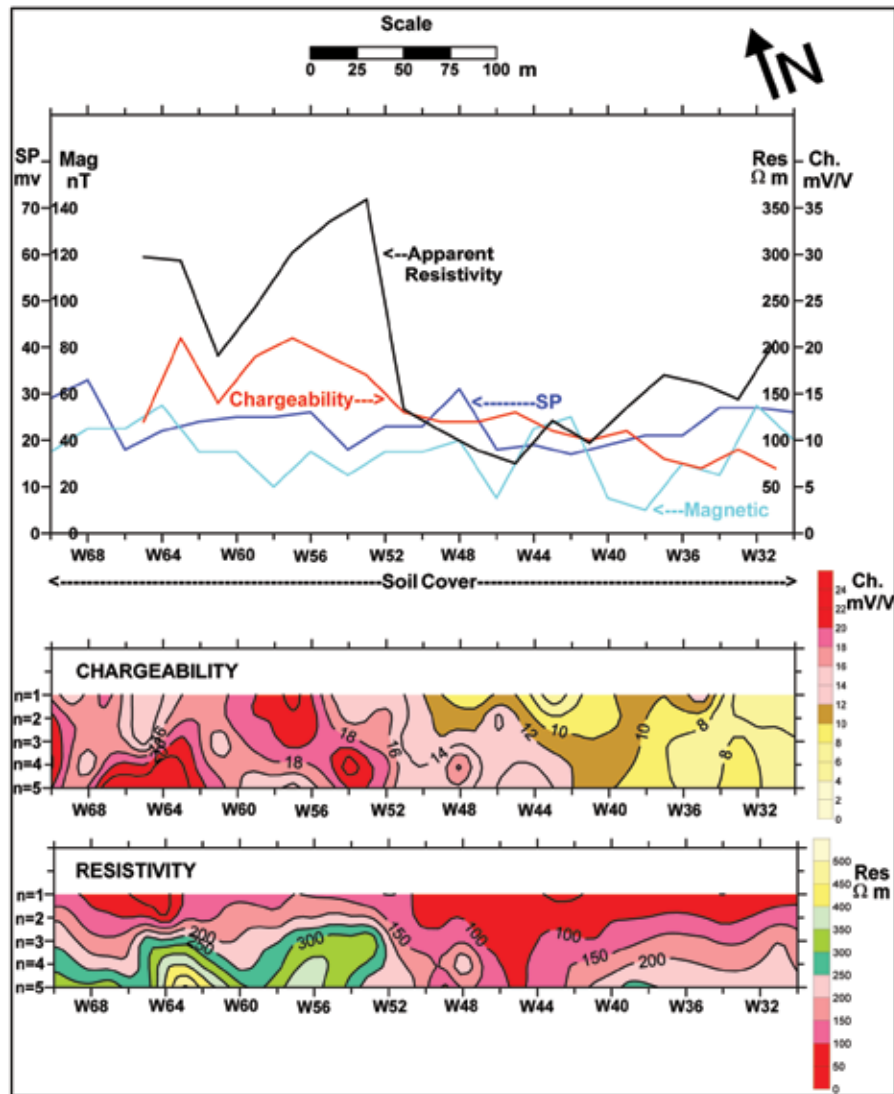 Scale
0 25 50 75 100 m
N
SP Mag Res Ch.
mv nT Ω m mV/V
70 140 350 35
60 120 300 30
<--Apparent
Resistivity
50 100 250 25
40 80 200 20
Chargeability---> <--------SP
30 60 150 15
20 40 100 10
10 20 50 5
<---Magnetic
0 0 0
W68 W64 W60 W56 W52 W48 W44 W40 W36 W32
<---Soil Cover--->
Ch.
mV/V
CHARGEABILITY
n=1
n=2
n=3
n=4
n=5
16 18 18 16 14 12 10 10 8 8
24
22
20
18
16
14
12
10
8
6
4
2
0
W68 W64 W60 W56 W52 W48 W44 W40 W36 W32
RESISTIVITY
Res
Ω m
n=1
n=2
n=3
n=4
n=5
200 250 300 150 100 100 150 200
500
450
400
350
300
250
200
150
100
50
0
W68 W64 W60 W56 W52 W48 W44 W40 W36 W32